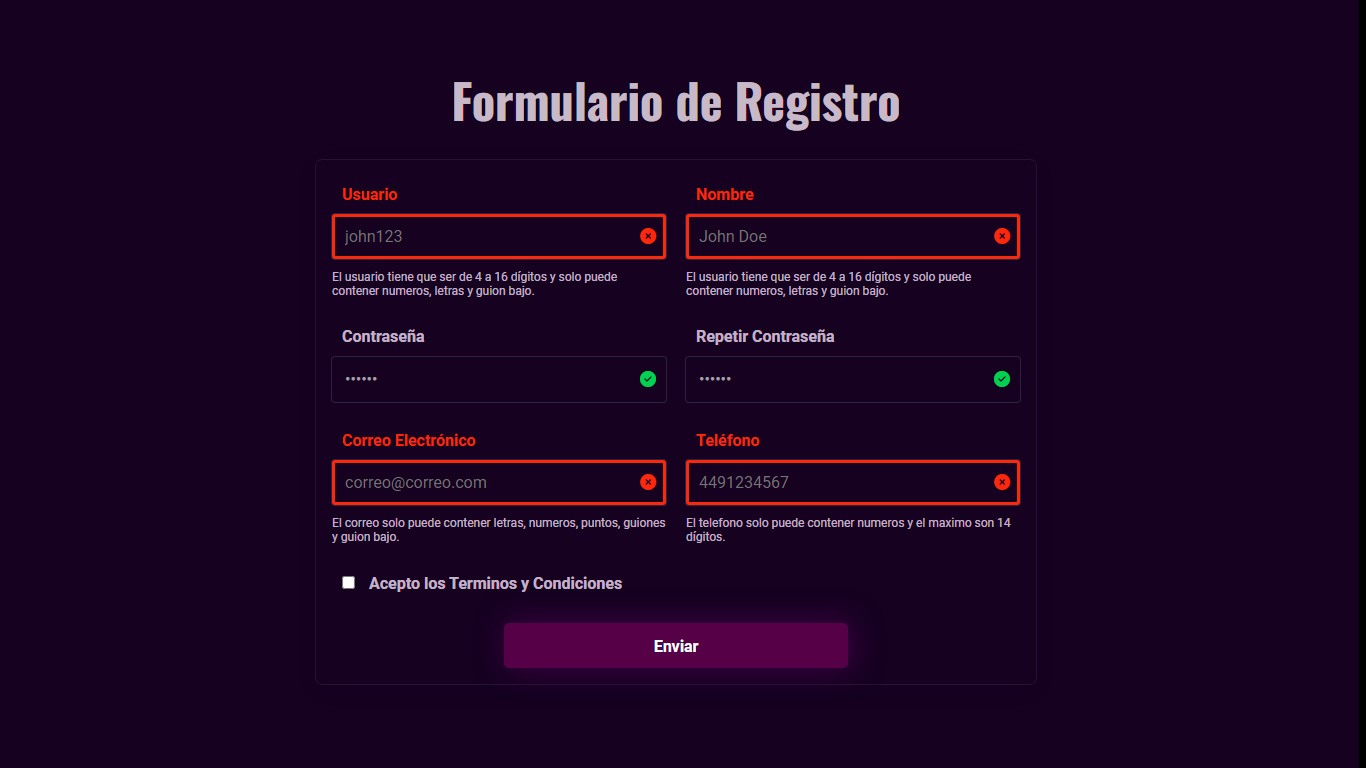 Formulario de Registro
Usuario
Nombre
john123
John Doe
El usuario tiene que ser de 4 a 16 dígitos y solo puede
contener numeros, letras y guion bajo.
El usuario tiene que ser de 4 a 16 dígitos y solo puede
contener numeros, letras y guion bajo.
Contraseña
Repetir Contraseña
••••••
••••••
Correo Electrónico
Teléfono
correo@correo.com
4491234567
El correo solo puede contener letras, numeros, puntos, guiones
y guion bajo.
El telefono solo puede contener numeros y el maximo son 14
dígitos.
Acepto los Terminos y Condiciones
Enviar